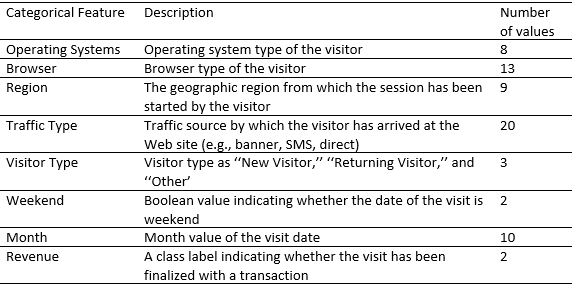 Categorical Feature Description Number
of values
Operating Systems Operating system type of the visitor 8
Browser Browser type of the visitor 13
Region The geographic region from which the session has been 9
started by the visitor
Traffic Type Traffic source by which the visitor has arrived at the 20
Web site (e.g., banner, SMS, direct)
Visitor Type Visitor type as ‘‘New Visitor,’’ ‘‘Returning Visitor,’’ and 3
‘‘Other’
Weekend Boolean value indicating whether the date of the visit is 2
weekend
Month Month value of the visit date 10
Revenue A class label indicating whether the visit has been 2
finalized with a transaction